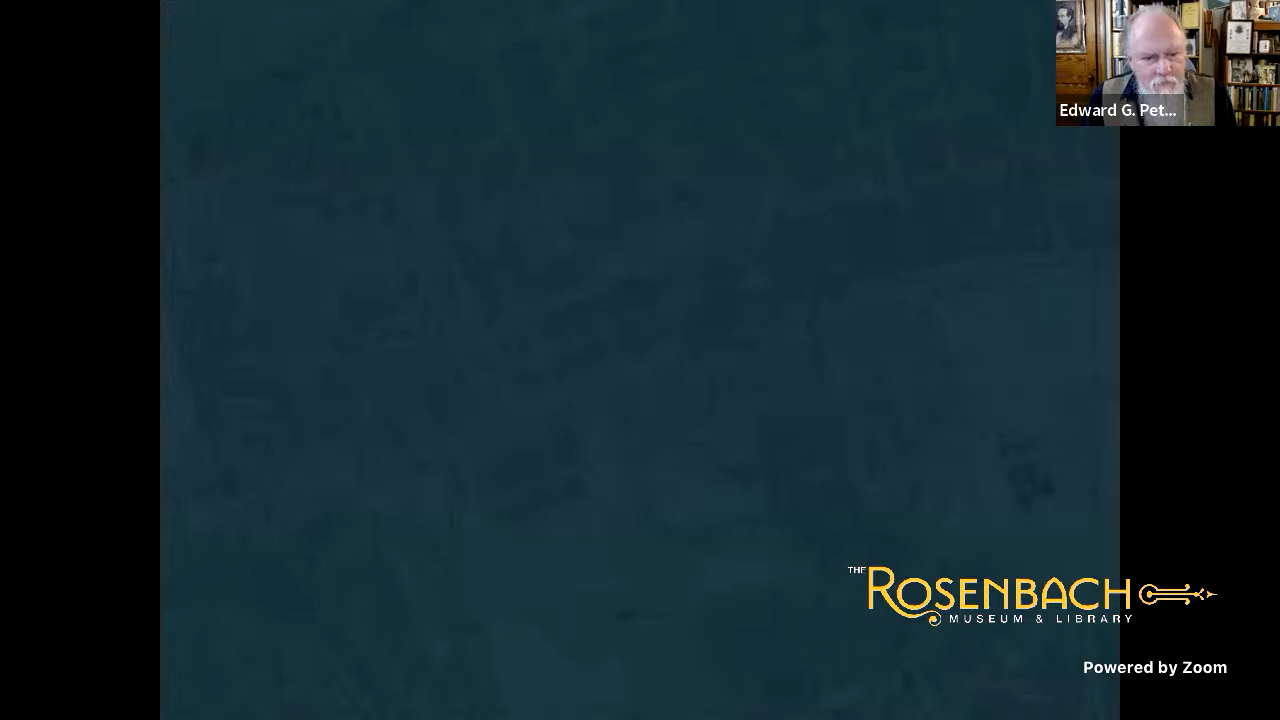 Edward G. Pet...
THE
ROSENBACH
MUSEUM & LIBRARY
Powered by Zoom